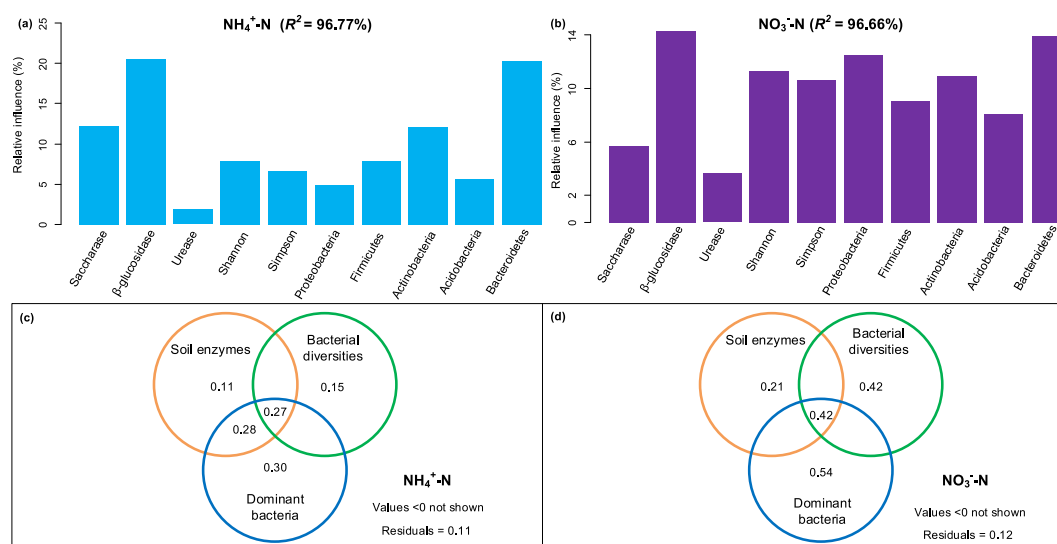 (a)
NH₄⁺-N (R² = 96.77%)
Relative influence (%)
25
20
15
10
5
0
Saccharase
β-glucosidase
Urease
Shannon
Simpson
Proteobacteria
Firmicutes
Actinobacteria
Acidobacteria
Bacteroidetes
(b)
NO₃⁻-N (R² = 96.66%)
Relative influence (%)
14
10
6
2
0
Saccharase
β-glucosidase
Urease
Shannon
Simpson
Proteobacteria
Firmicutes
Actinobacteria
Acidobacteria
Bacteroidetes
(c)
Soil enzymes
Bacterial
diversities
0.11
0.15
0.27
0.28
0.30
Dominant
bacteria
NH₄⁺-N
Values <0 not shown
Residuals = 0.11
(d)
Soil enzymes
Bacterial
diversities
0.21
0.42
0.42
0.54
Dominant
bacteria
NO₃⁻-N
Values <0 not shown
Residuals = 0.12